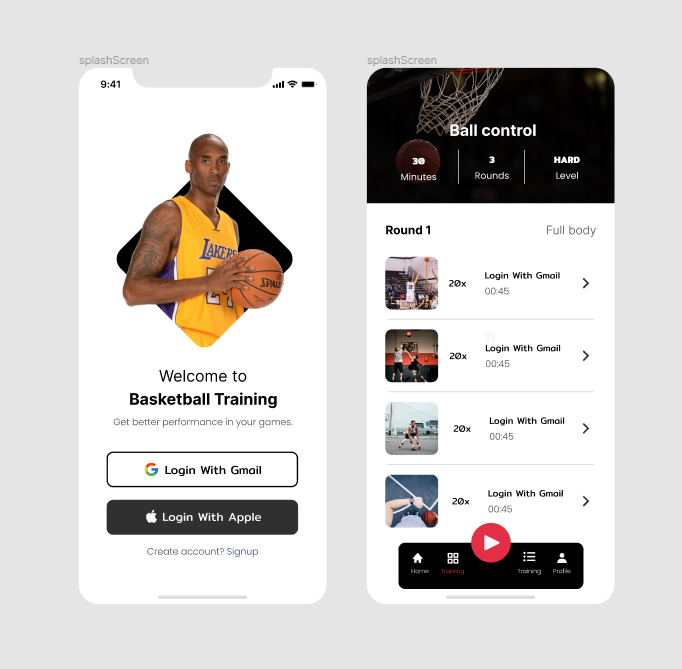 splashScreen
9:41
LAKERS
24
SPALDING
Welcome to
Basketball Training
Get better performance in your games.
Login With Gmail
Login With Apple
Create account? Signup
splashScreen
Ball control
30
Minutes
3
Rounds
HARD
Level
Round 1
Full body
20x
Login With Gmail
00:45
20x
Login With Gmail
00:45
20x
Login With Gmail
00:45
20x
Login With Gmail
00:45
Home
Training
Training
Profile